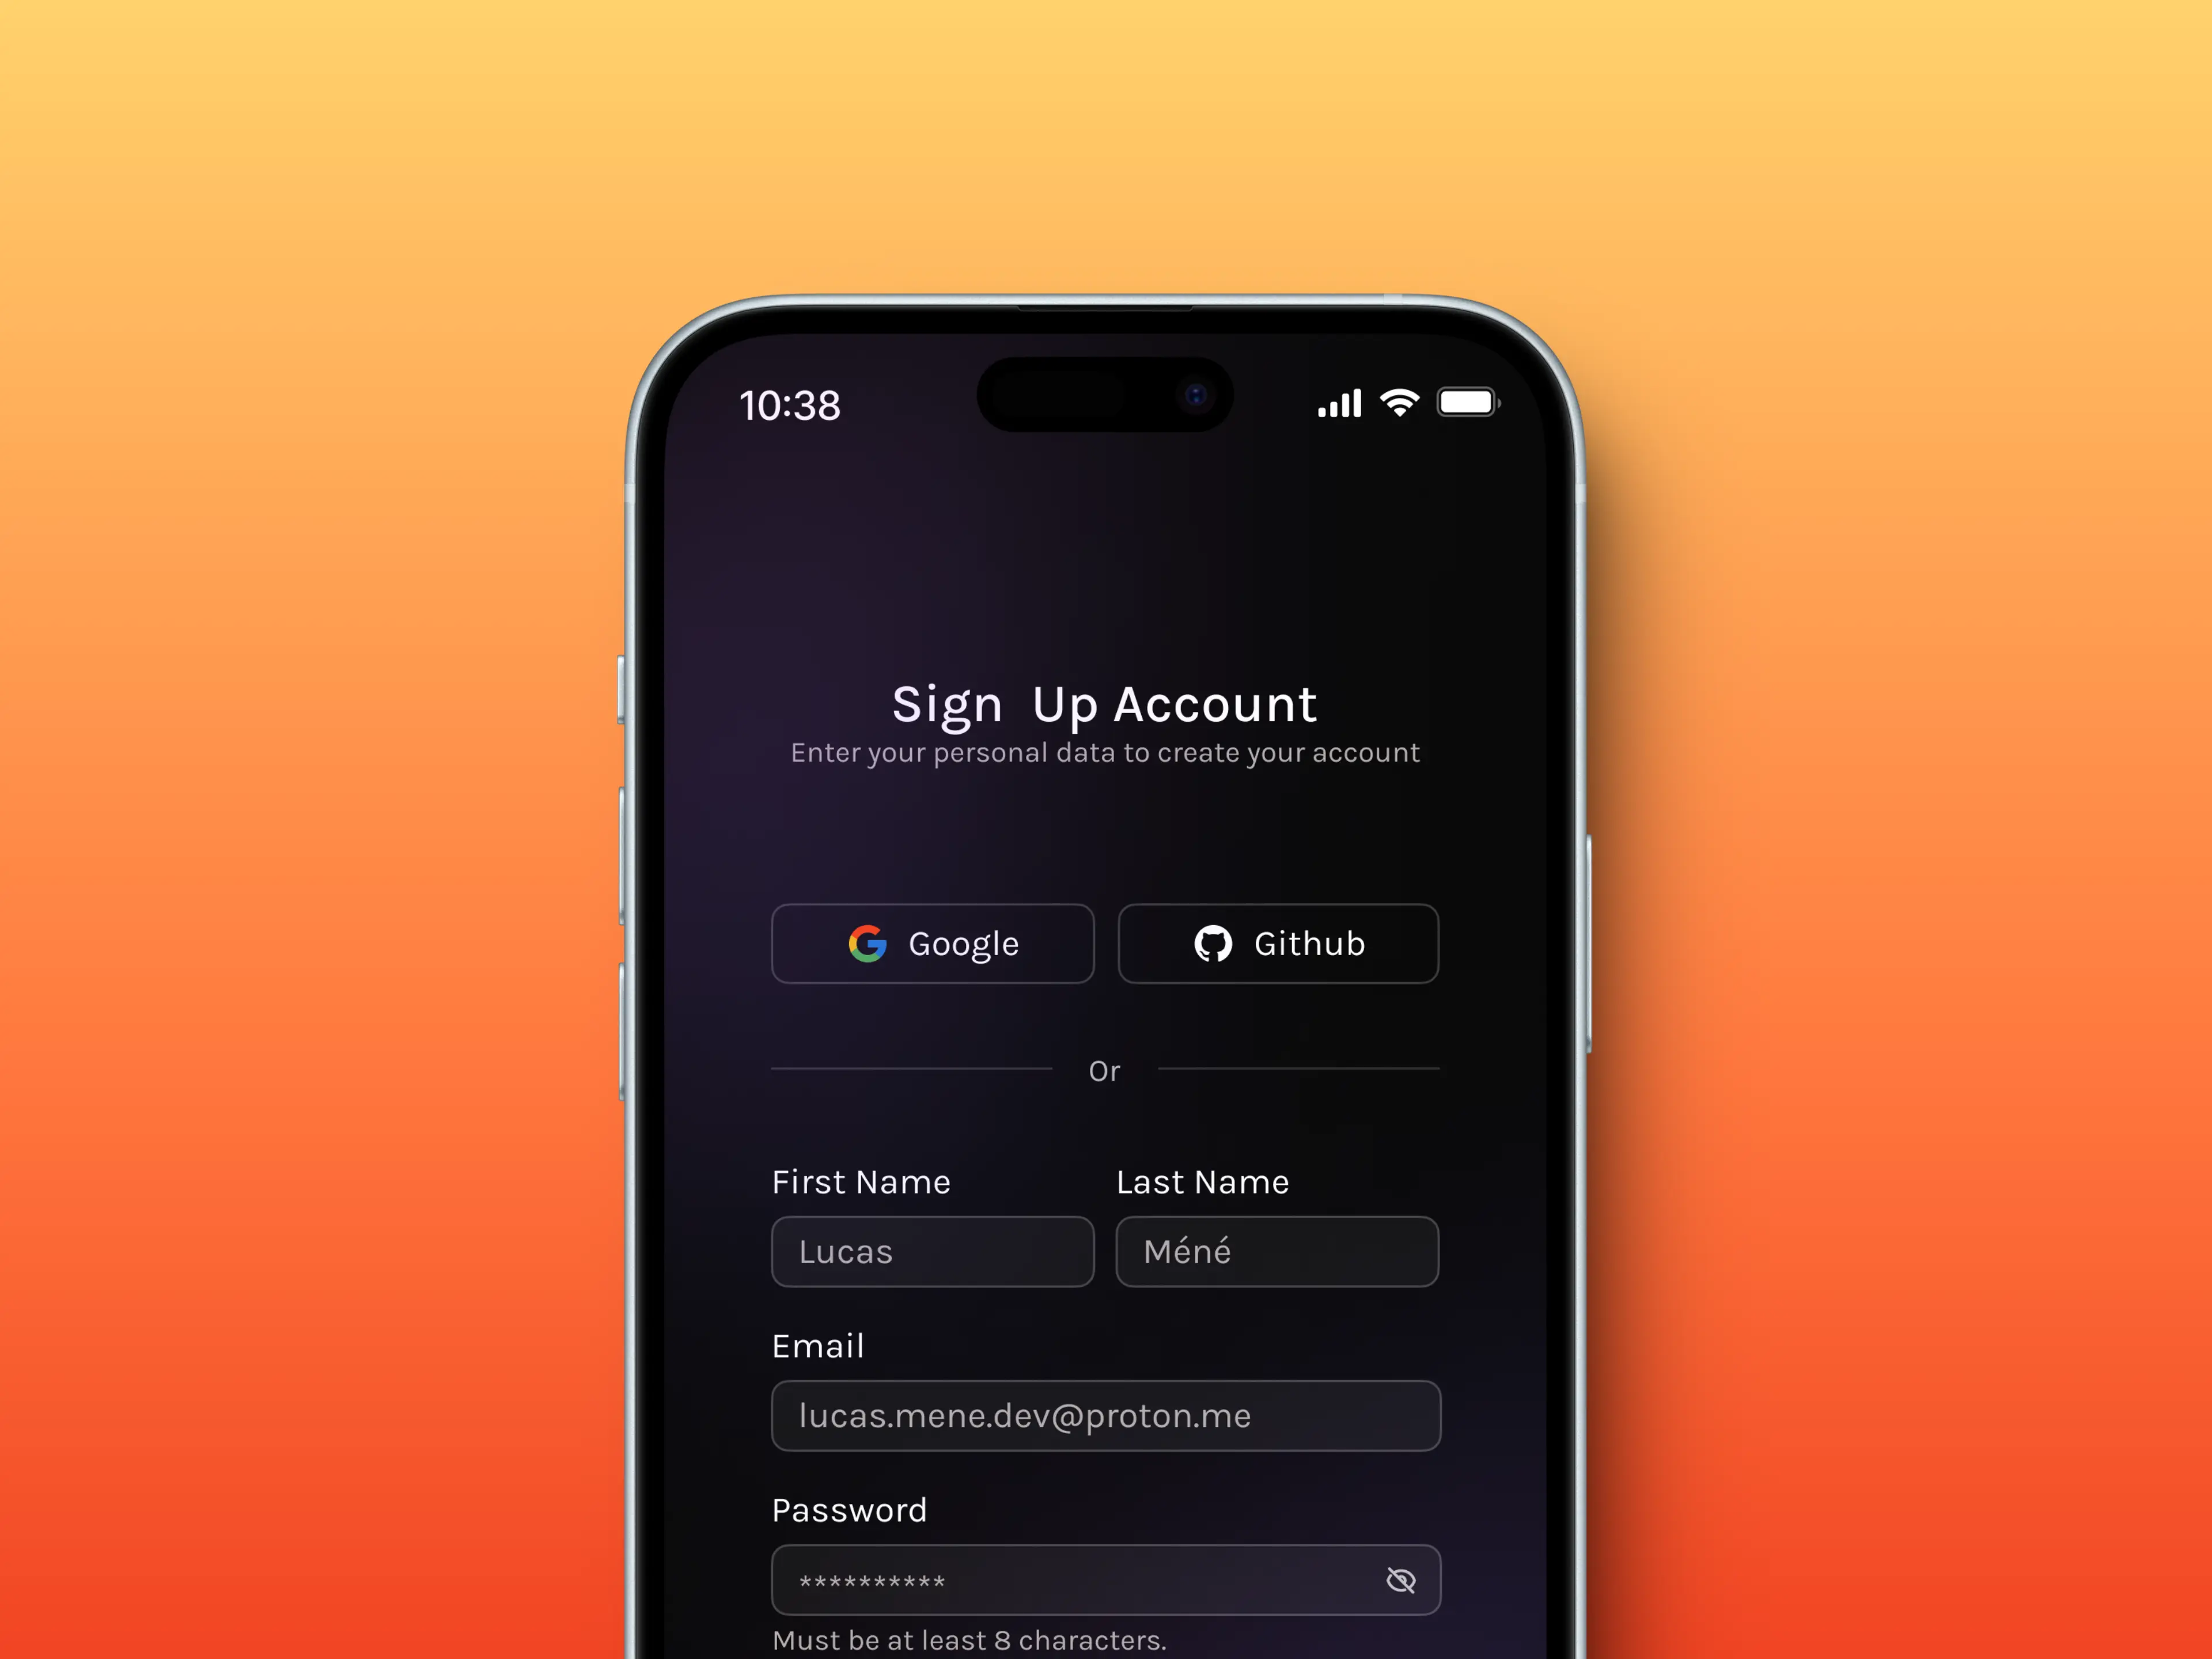 10:38
Sign  Up Account
Enter your personal data to create your account
Google Github
Or
First Name Last Name
Lucas Méné
Email
lucas.mene.dev@proton.me
Password
**********
Must be at least 8 characters.